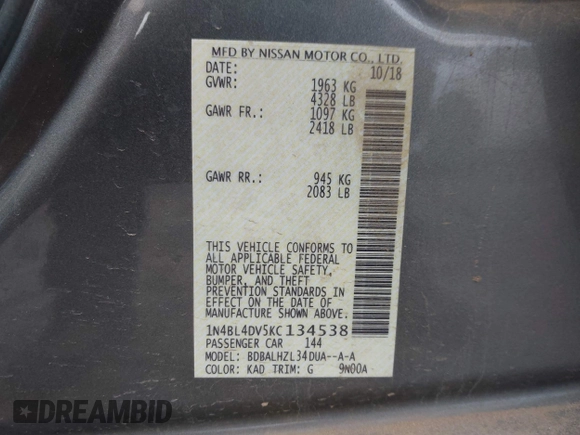 MFD BY NISSAN MOTOR CO., LTD.
DATE: 10/18
GVWR: 1963 KG
4328 LB
GAWR FR.: 1097 KG
2418 LB
GAWR RR.: 945 KG
2083 LB
THIS VEHICLE CONFORMS TO
ALL APPLICABLE FEDERAL
MOTOR VEHICLE SAFETY,
BUMPER, AND THEFT
PREVENTION STANDARDS IN
EFFECT ON THE DATE OF
MANUFACTURE SHOWN ABOVE.
1N4BL4DV5KC134538
PASSENGER CAR 144
MODEL: BDBALHZL34DUA--A-A
COLOR: KAD TRIM: G 9N00A
DREAMBID